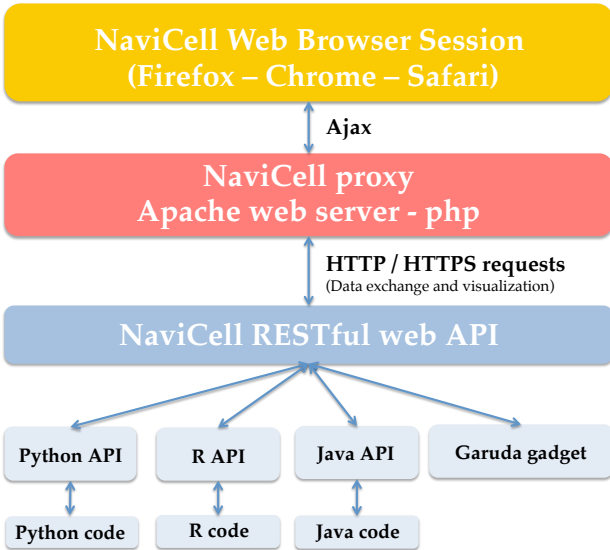 NaviCell Web Browser Session
(Firefox – Chrome – Safari)
Ajax
NaviCell proxy
Apache web server - php
HTTP / HTTPS requests
(Data exchange and visualization)
NaviCell RESTful web API
Python API
R API
Java API
Garuda gadget
Python code
R code
Java code